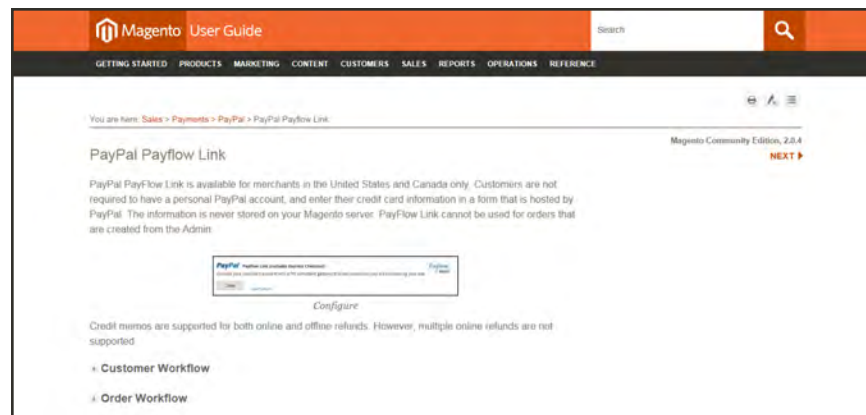 Magento User Guide
Search
GETTING STARTED PRODUCTS MARKETING CONTENT CUSTOMERS SALES REPORTS OPERATIONS REFERENCE
You are here: Sales > Payments > PayPal > PayPal Payflow Link
Magento Community Edition, 2.0.4
NEXT
PayPal Payflow Link
PayPal PayFlow Link is available for merchants in the United States and Canada only. Customers are not
required to have a personal PayPal account, and enter their credit card information in a form that is hosted by
PayPal. The information is never stored on your Magento server. PayFlow Link cannot be used for orders that
are created from the Admin.
PayPal
Configure
Credit memos are supported for both online and offline refunds. However, multiple online refunds are not
supported.
Customer Workflow
Order Workflow